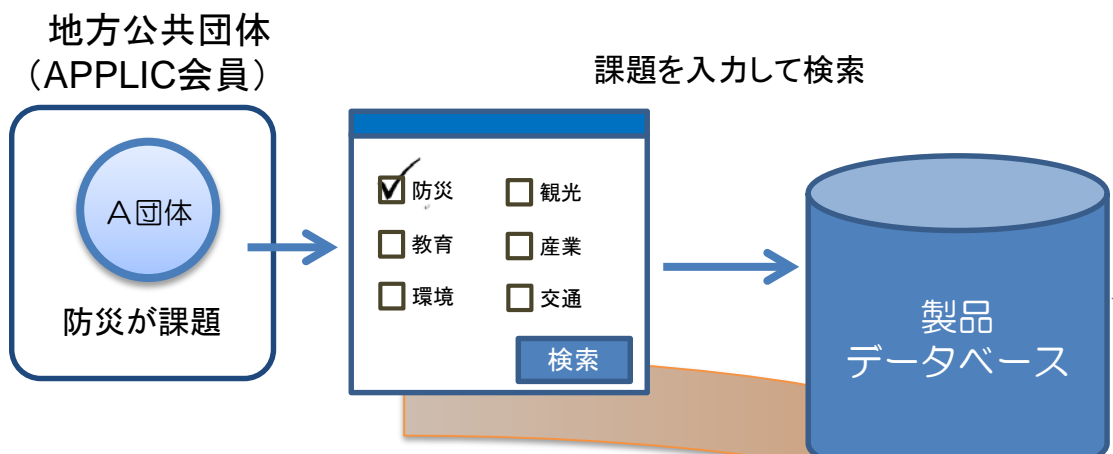 地方公共団体
（APPLIC会員）
課題を入力して検索
A団体
防災が課題
防災
観光
教育
産業
環境
交通
検索
製品
データベース